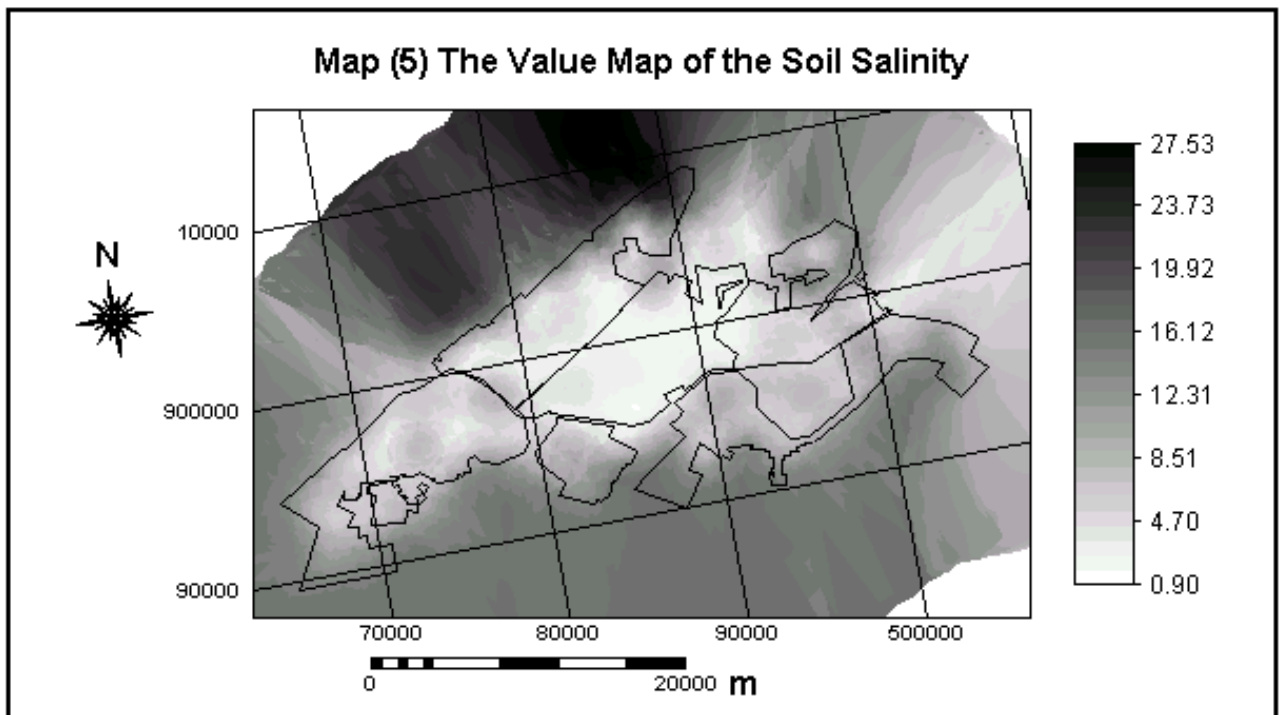 Map (5) The Value Map of the Soil Salinity
27.53
23.73
19.92
16.12
12.31
8.51
4.70
0.90
N
10000
900000
90000
70000 80000 90000 500000
0 20000 m